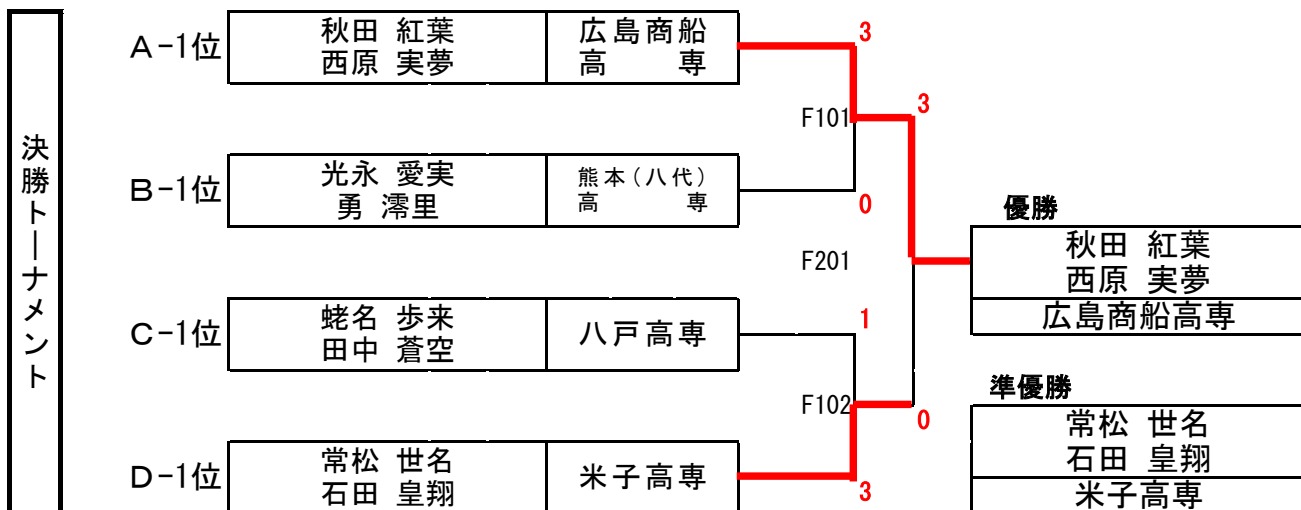 決勝トーナメント
A-1位
秋田 紅葉
西原 実夢
広島商船
高 専
3
F101
3
B-1位
光永 愛実
勇 澪里
熊本(八代)
高 専
0
F201
C-1位
蛯名 歩来
田中 蒼空
八戸高専
1
F102
0
D-1位
常松 世名
石田 皇翔
米子高専
3
優勝
秋田 紅葉
西原 実夢
広島商船高専
準優勝
常松 世名
石田 皇翔
米子高専